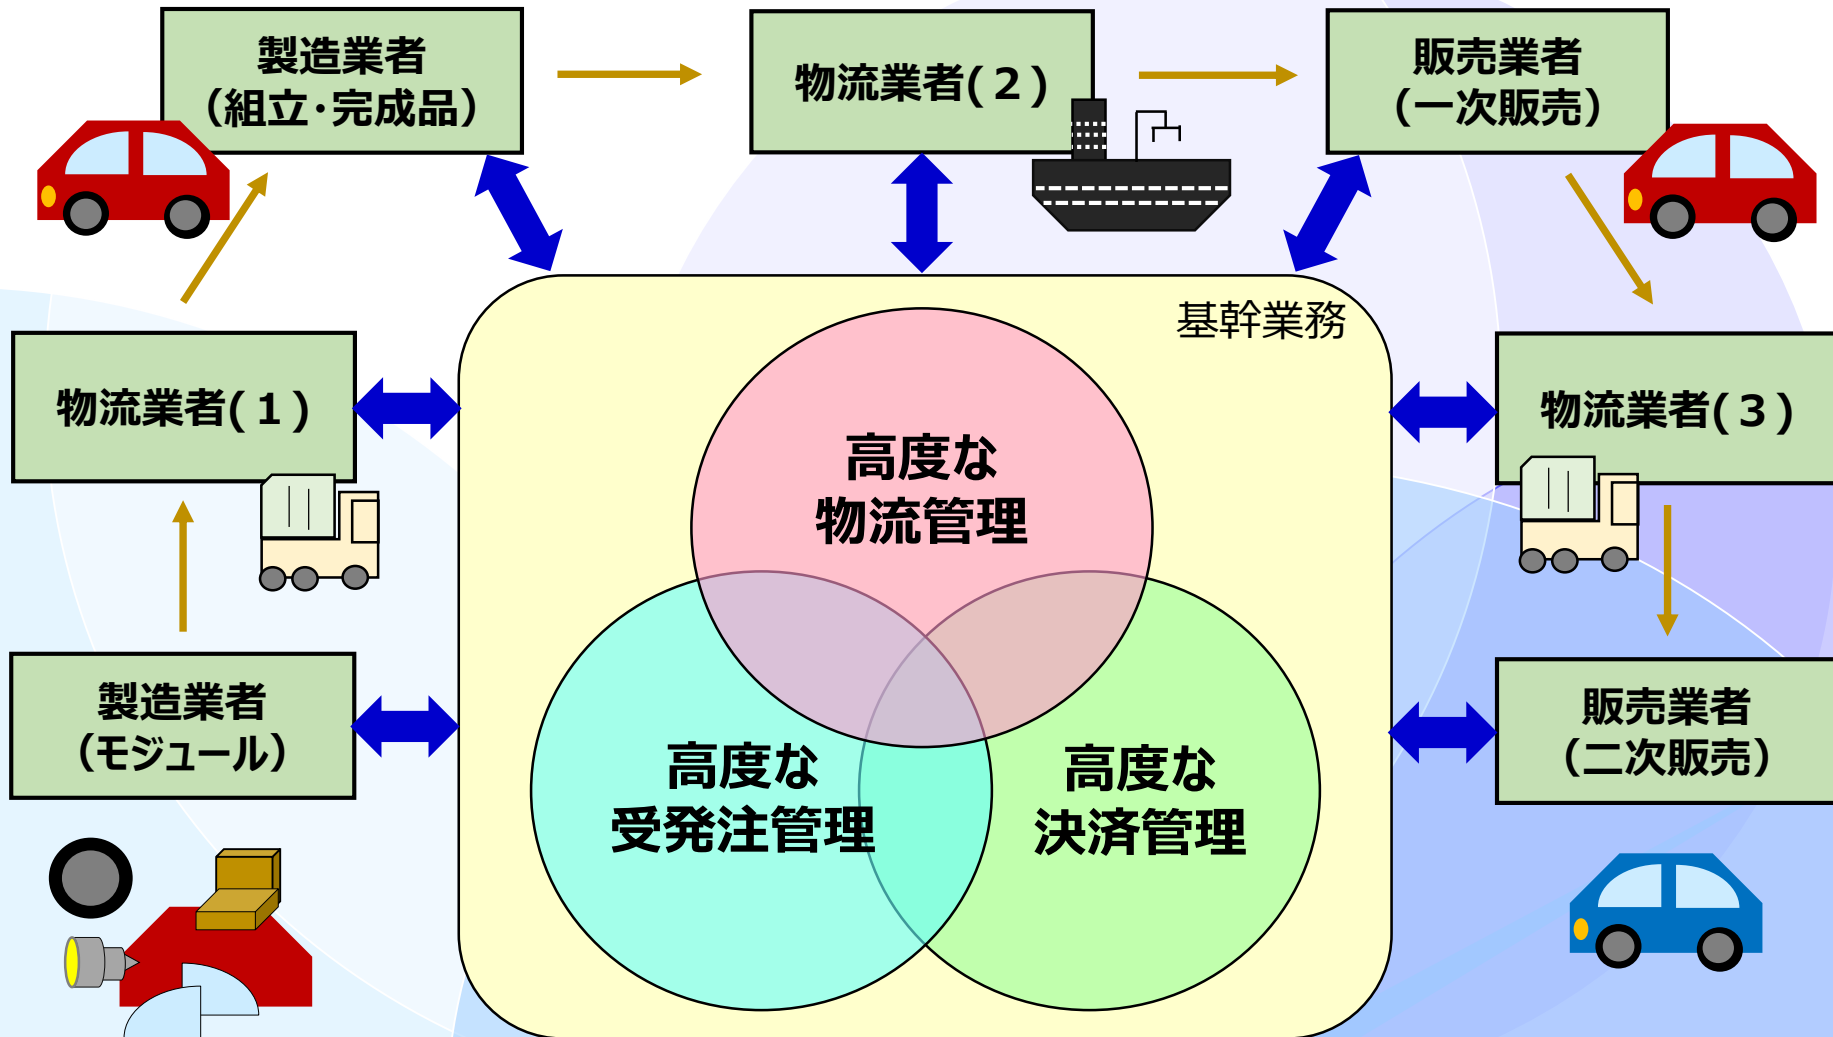 製造業者
（組立・完成品）
物流業者(２)
販売業者
（一次販売）
基幹業務
物流業者(１)
物流業者(３)
高度な
物流管理
製造業者
（モジュール）
高度な
受発注管理
高度な
決済管理
販売業者
（二次販売）